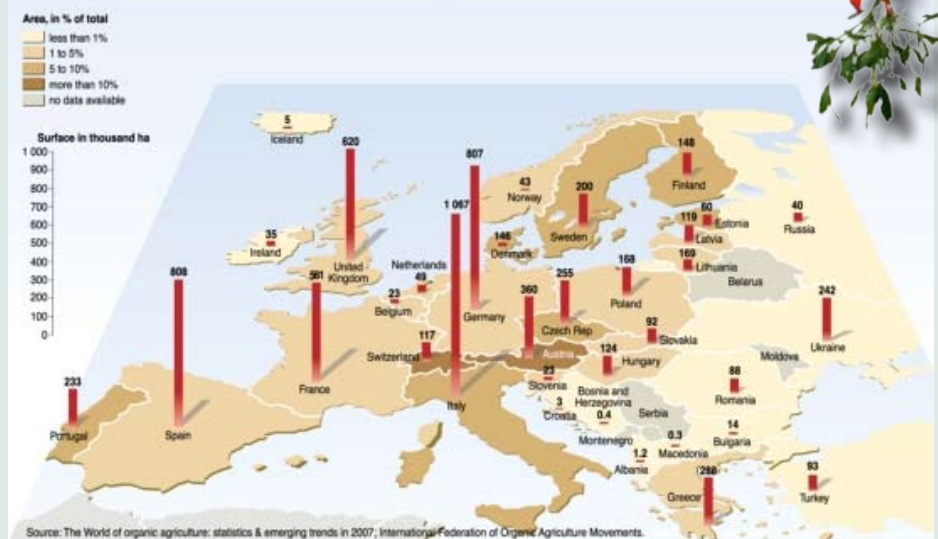 Area, in % of total
less than 1%
1 to 5%
5 to 10%
more than 10%
no data available
Surface in thousand ha
1 000
900
800
700
600
500
400
300
200
100
0
5
Iceland
620
United
Kingdom
35
Ireland
807
Germany
1 067
Italy
43
Norway
200
Sweden
148
Finland
60
Estonia
119
Latvia
169
Lithuania
40
Russia
146
Denmark
Netherlands
49
23
Belgium
808
Spain
561
France
233
Portugal
117
Switzerland
360
Austria
255
Czech Rep
168
Poland
Belarus
92
Slovakia
124
Hungary
242
Ukraine
Moldova
23
Slovenia
3
Croatia
Bosnia and
Herzegovina
0.4
Montenegro
Serbia
0.3
Macedonia
1.2
Albania
88
Romania
14
Bulgaria
288
Greece
93
Turkey
Source: The World of organic agriculture: statistics & emerging trends in 2007; International Federation of Organic Agriculture Movements.